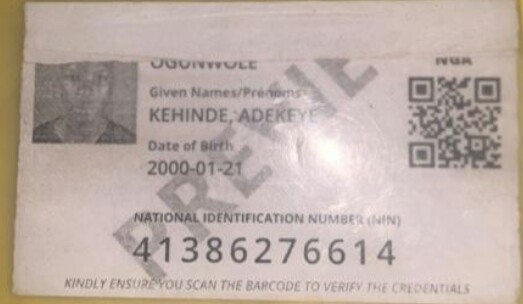 OGUNWOLE
NGA
Given Names/Prénoms
KEHINDE, ADEKEYE
Date of Birth
2000-01-21
PREVIE
NATIONAL IDENTIFICATION NUMBER (NIN)
41386276614
KINDLY ENSURE YOU SCAN THE BARCODE TO VERIFY THE CREDENTIALS